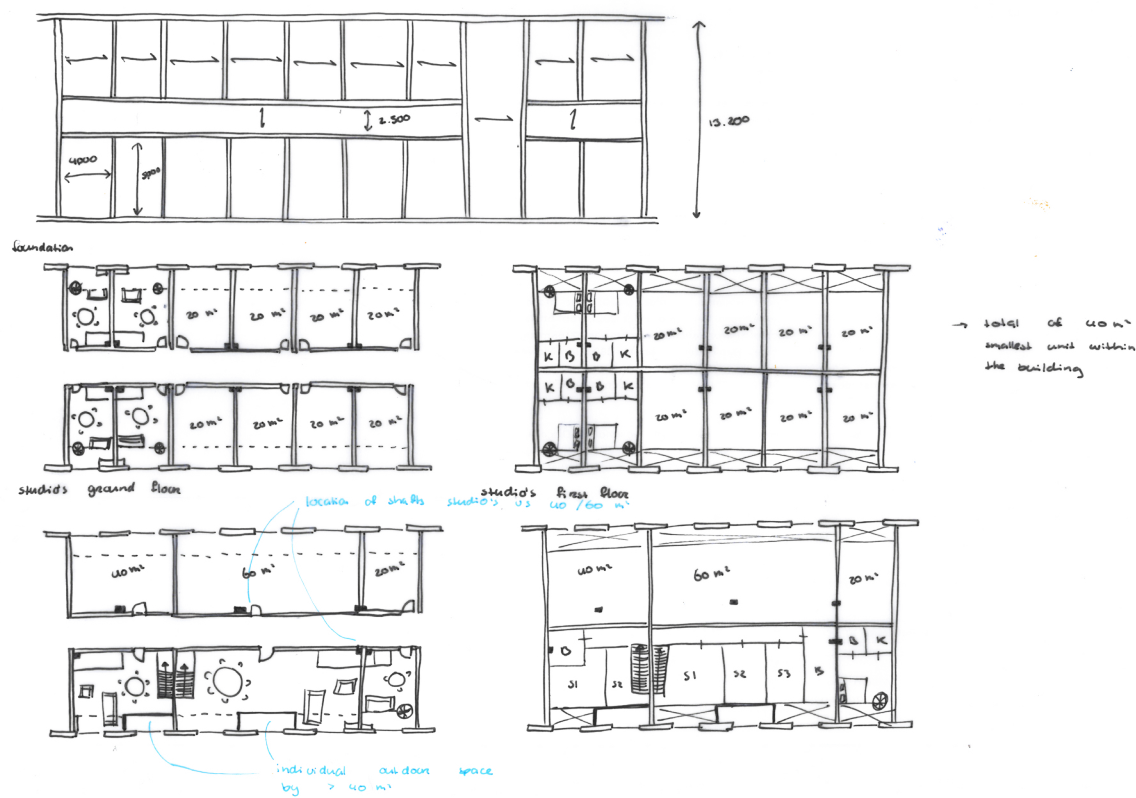 2.500
13.200
4000
5000
foundation
20 m² 20 m² 20 m² 20 m²
20 m² 20 m² 20 m² 20 m²
studio's ground floor
K B B K
K B B K
20 m² 20 m² 20 m² 20 m²
20 m² 20 m² 20 m² 20 m²
studio's first floor
→ total of 40 m²
smallest unit within
the building
location of shafts studio's vs 40/60 m²
40 m² 60 m² 20 m²
40 m² 60 m² 20 m²
B B K
S1 S2 S1 S2 S3 B
individual outdoor space
by > 40 m²